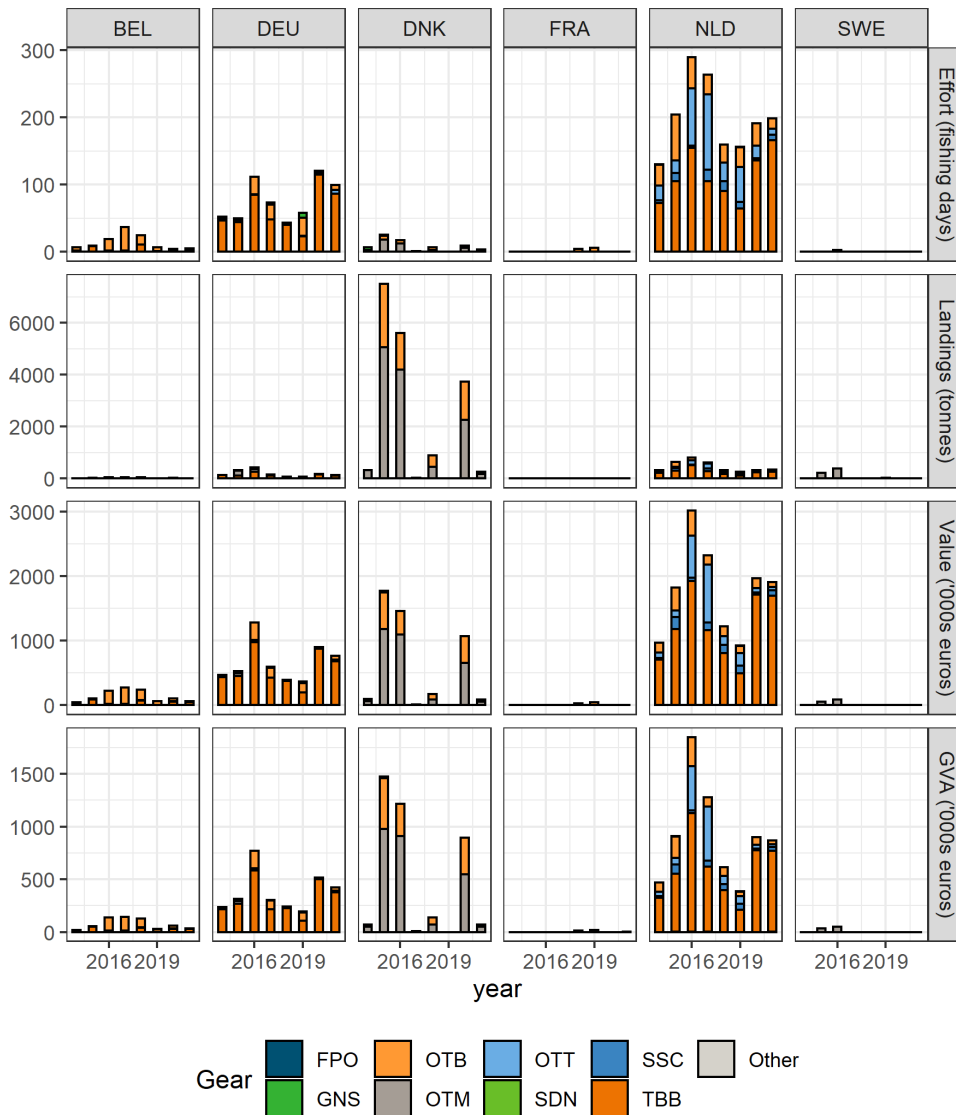 BEL DEU DNK FRA NLD SWE
300
200
100
0
Effort (fishing days)
6000
4000
2000
0
Landings (tonnes)
3000
2000
1000
0
Value ('000s euros)
1500
1000
500
0
GVA ('000s euros)
2016 2019 2016 2019 2016 2019 2016 2019 2016 2019 2016 2019
year
Gear
FPO OTB OTT SSC Other
GNS OTM SDN TBB